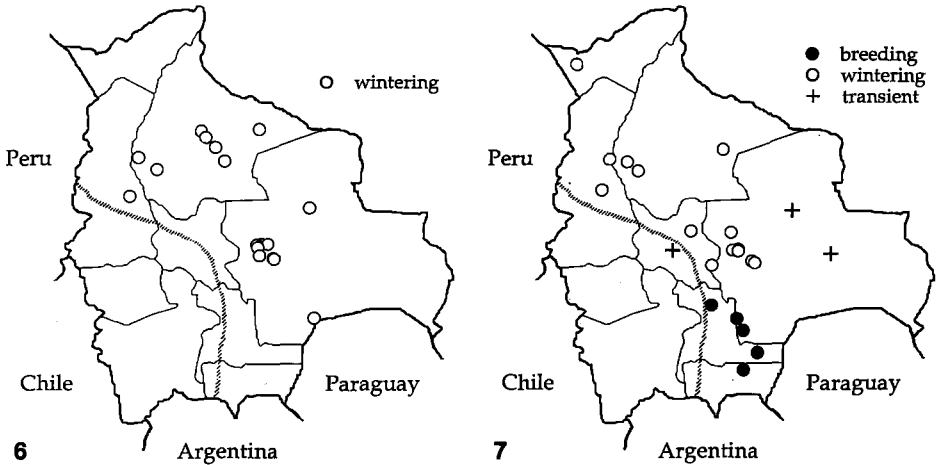 wintering
Peru
Chile
Paraguay
6
Argentina
breeding
wintering
transient
Peru
Chile
Paraguay
7
Argentina